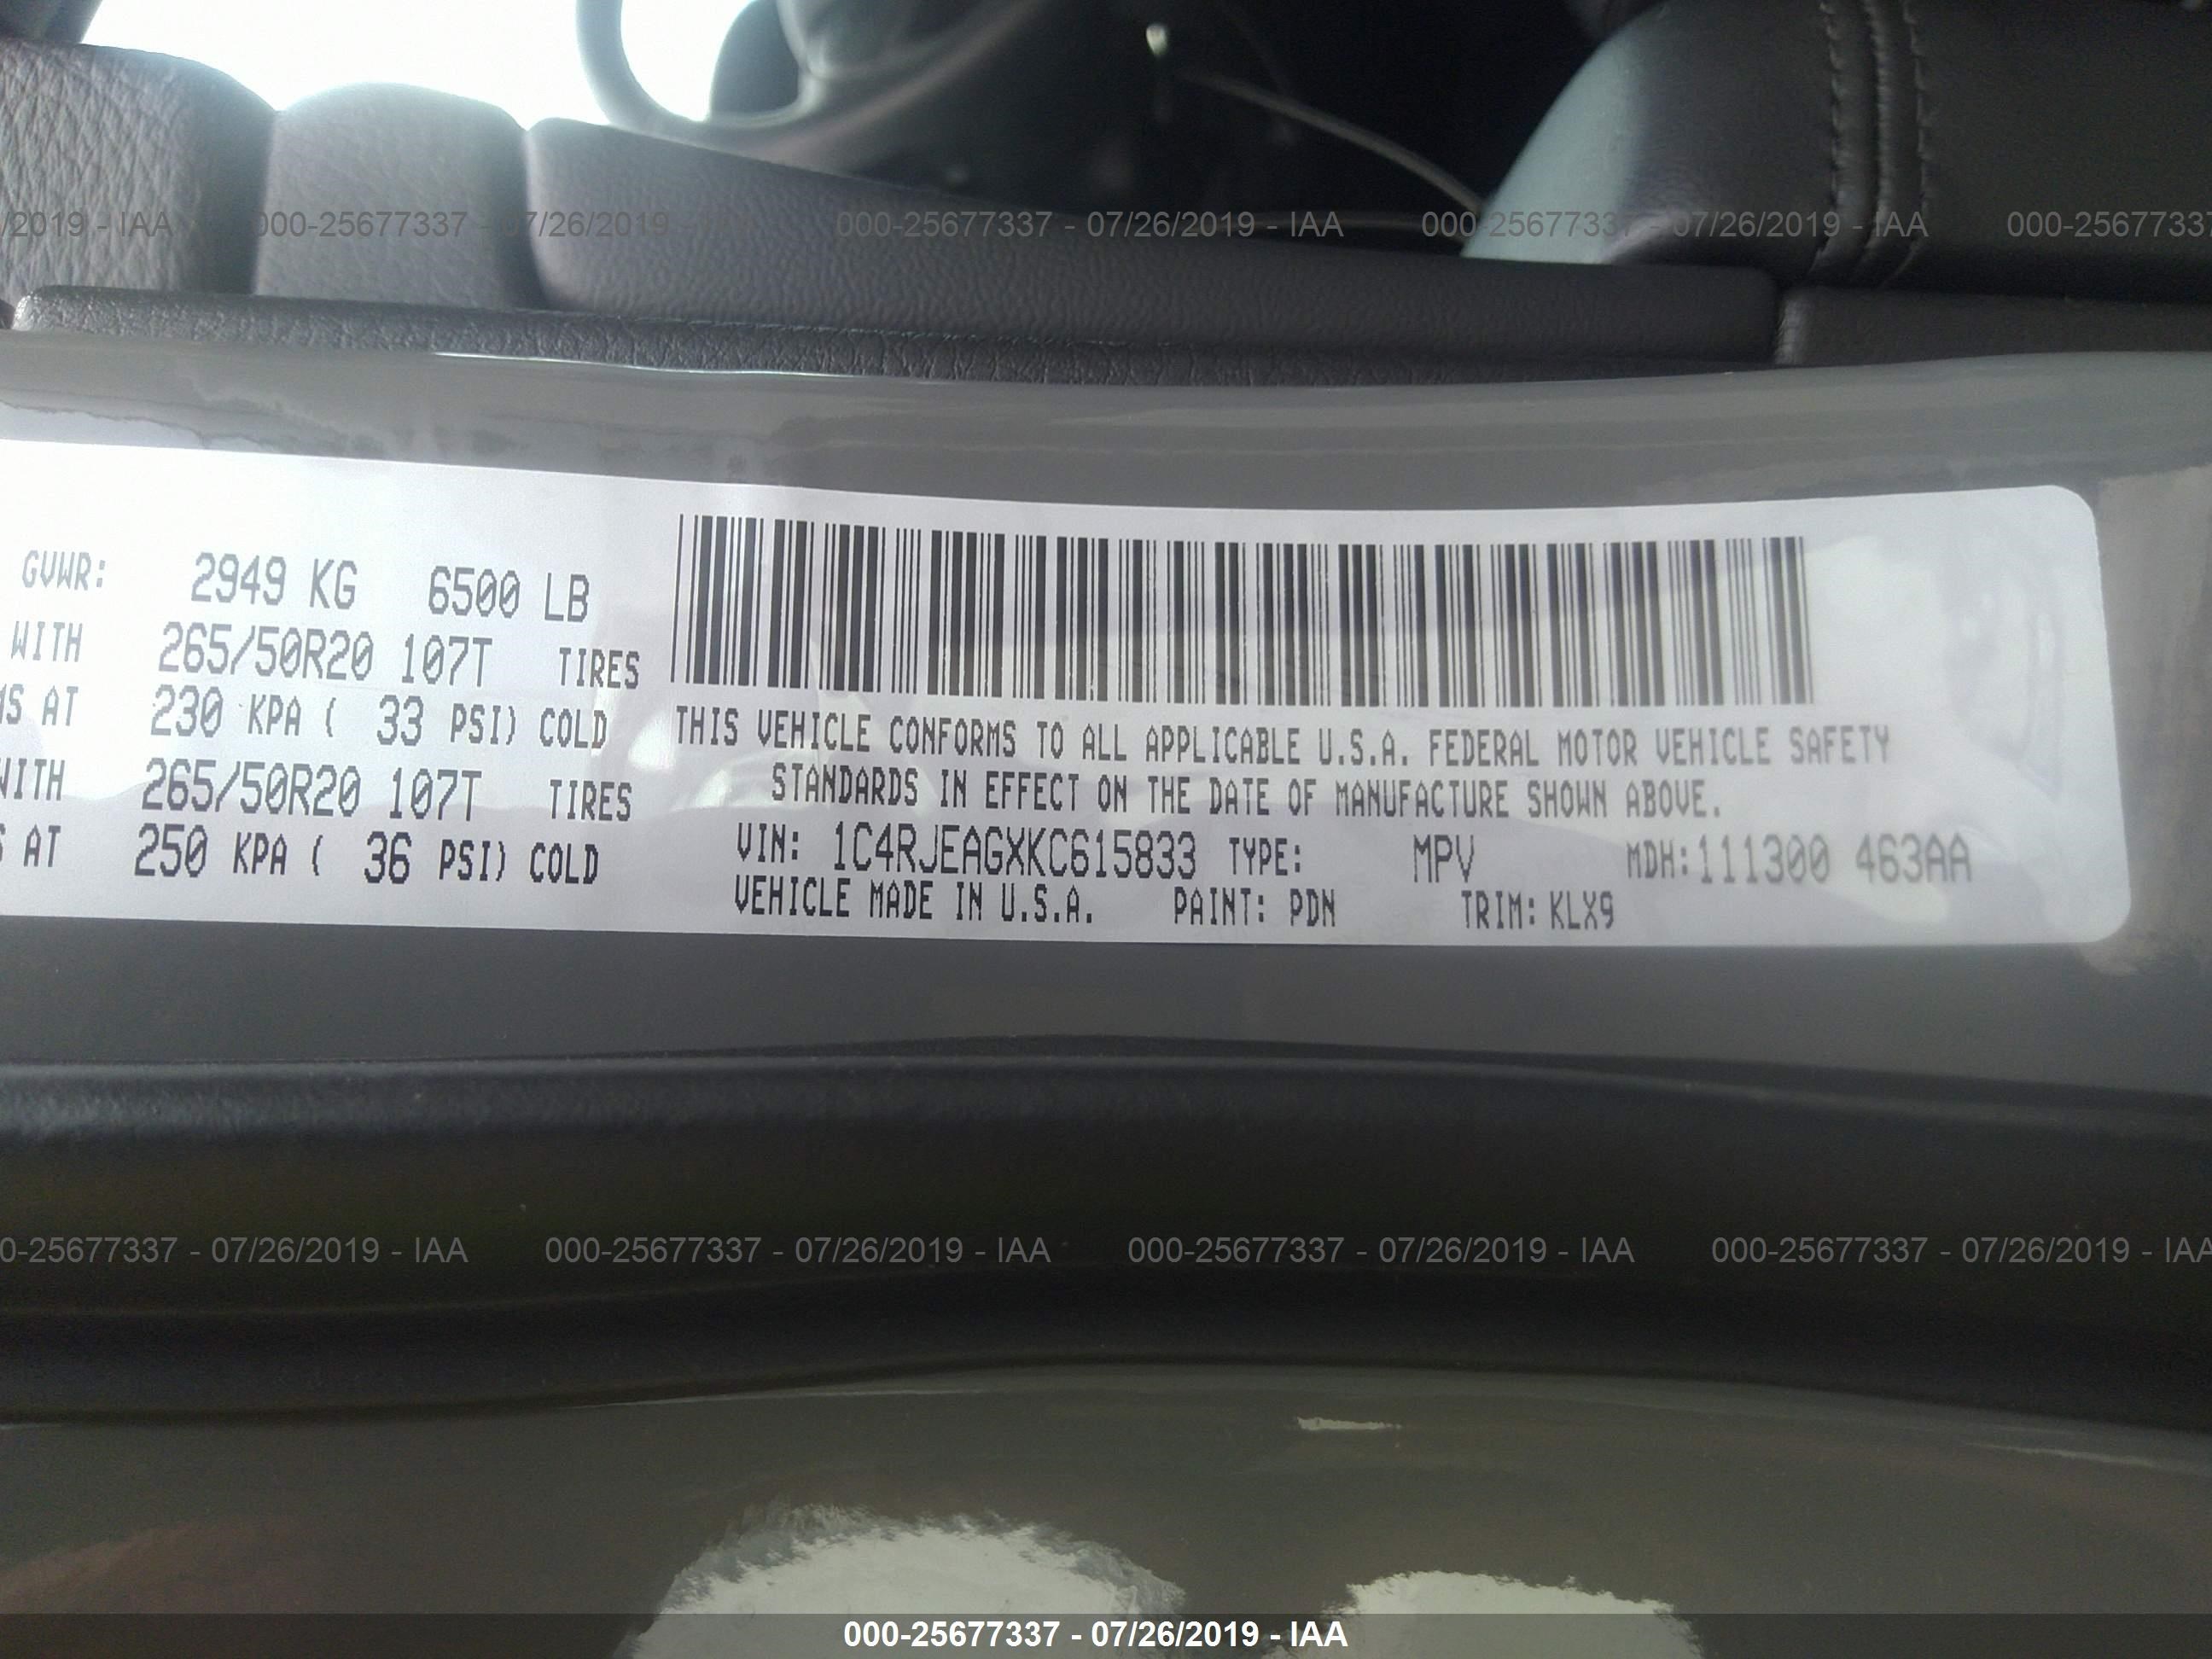 /2019 - IAA 000-25677337 - 07/26/2019 - IAA 000-25677337 - 07/26/2019 - IAA 000-25677337 - 07/26/2019 - IAA 000-2567733
GVWR: 2949 KG 6500 LB
WITH 265/50R20 107T TIRES
MS AT 230 KPA ( 33 PSI) COLD
WITH 265/50R20 107T TIRES
S AT 250 KPA ( 36 PSI) COLD
THIS VEHICLE CONFORMS TO ALL APPLICABLE U.S.A. FEDERAL MOTOR VEHICLE SAFETY
STANDARDS IN EFFECT ON THE DATE OF MANUFACTURE SHOWN ABOVE.
VIN: 1C4RJEAGXKC615833 TYPE: MPV MDH:111300 463AA
VEHICLE MADE IN U.S.A. PAINT: PDN TRIM: KLX9
0-25677337 - 07/26/2019 - IAA 000-25677337 - 07/26/2019 - IAA 000-25677337 - 07/26/2019 - IAA 000-25677337 - 07/26/2019 - IAA
000-25677337 - 07/26/2019 - IAA